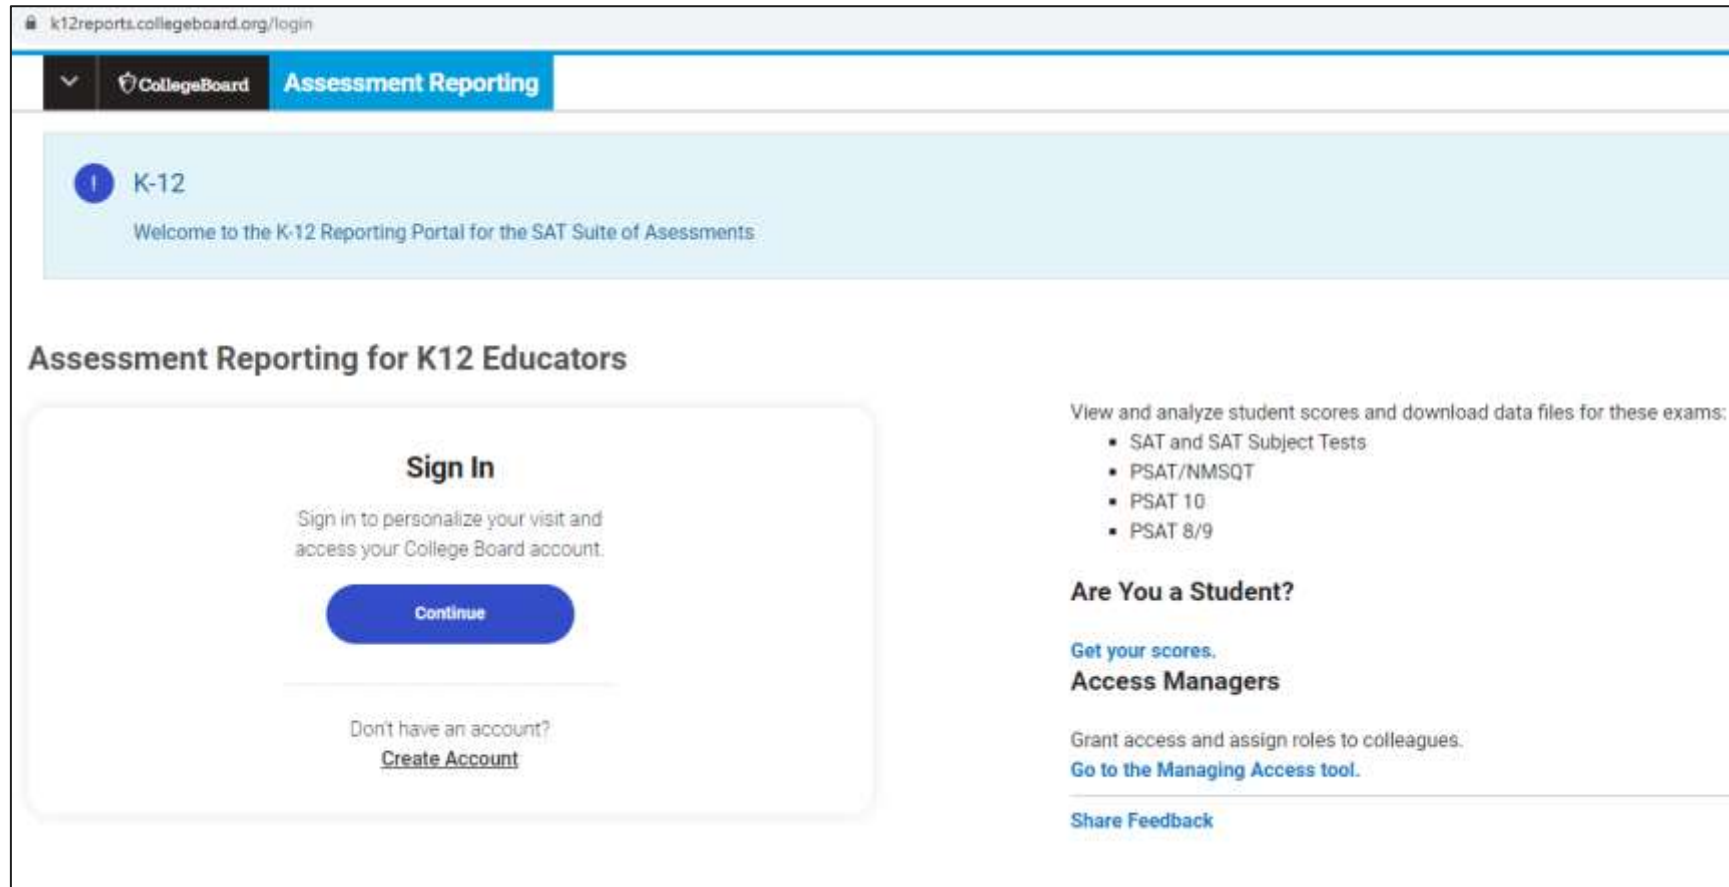 k12reports.collegeboard.org/login
CollegeBoard
Assessment Reporting
!
K-12
Welcome to the K-12 Reporting Portal for the SAT Suite of Asessments
Assessment Reporting for K12 Educators
Sign In
Sign in to personalize your visit and
access your College Board account.
Continue
Don't have an account?
Create Account
View and analyze student scores and download data files for these exams:
▪ SAT and SAT Subject Tests
▪ PSAT/NMSQT
▪ PSAT 10
▪ PSAT 8/9
Are You a Student?
Get your scores.
Access Managers
Grant access and assign roles to colleagues.
Go to the Managing Access tool.
Share Feedback